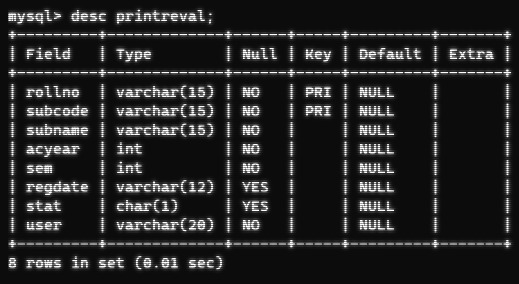 mysql> desc printreval;
+----------+-------------+------+-----+---------+-------+
| Field    | Type        | Null | Key | Default | Extra |
+----------+-------------+------+-----+---------+-------+
| rollno   | varchar(15) | NO   | PRI | NULL    |       |
| subcode  | varchar(15) | NO   | PRI | NULL    |       |
| subname  | varchar(15) | NO   |     | NULL    |       |
| acyear   | int         | NO   |     | NULL    |       |
| sem      | int         | NO   |     | NULL    |       |
| regdate  | varchar(12) | YES  |     | NULL    |       |
| stat     | char(1)     | YES  |     | NULL    |       |
| user     | varchar(20) | NO   |     | NULL    |       |
+----------+-------------+------+-----+---------+-------+
8 rows in set (0.01 sec)